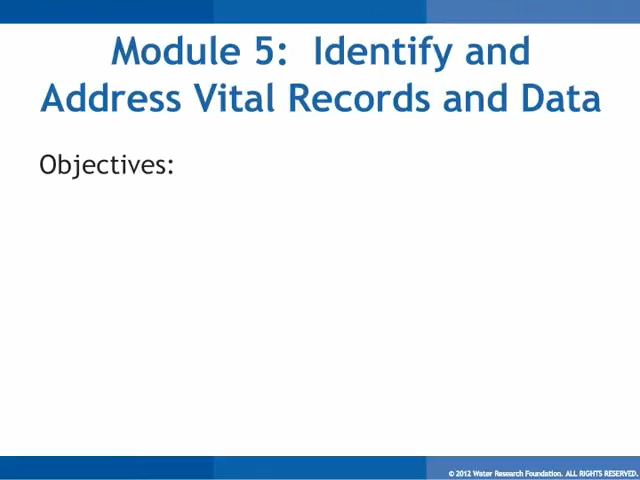 Module 5:  Identify and
Address Vital Records and Data
Objectives:
© 2012 Water Research Foundation. ALL RIGHTS RESERVED.